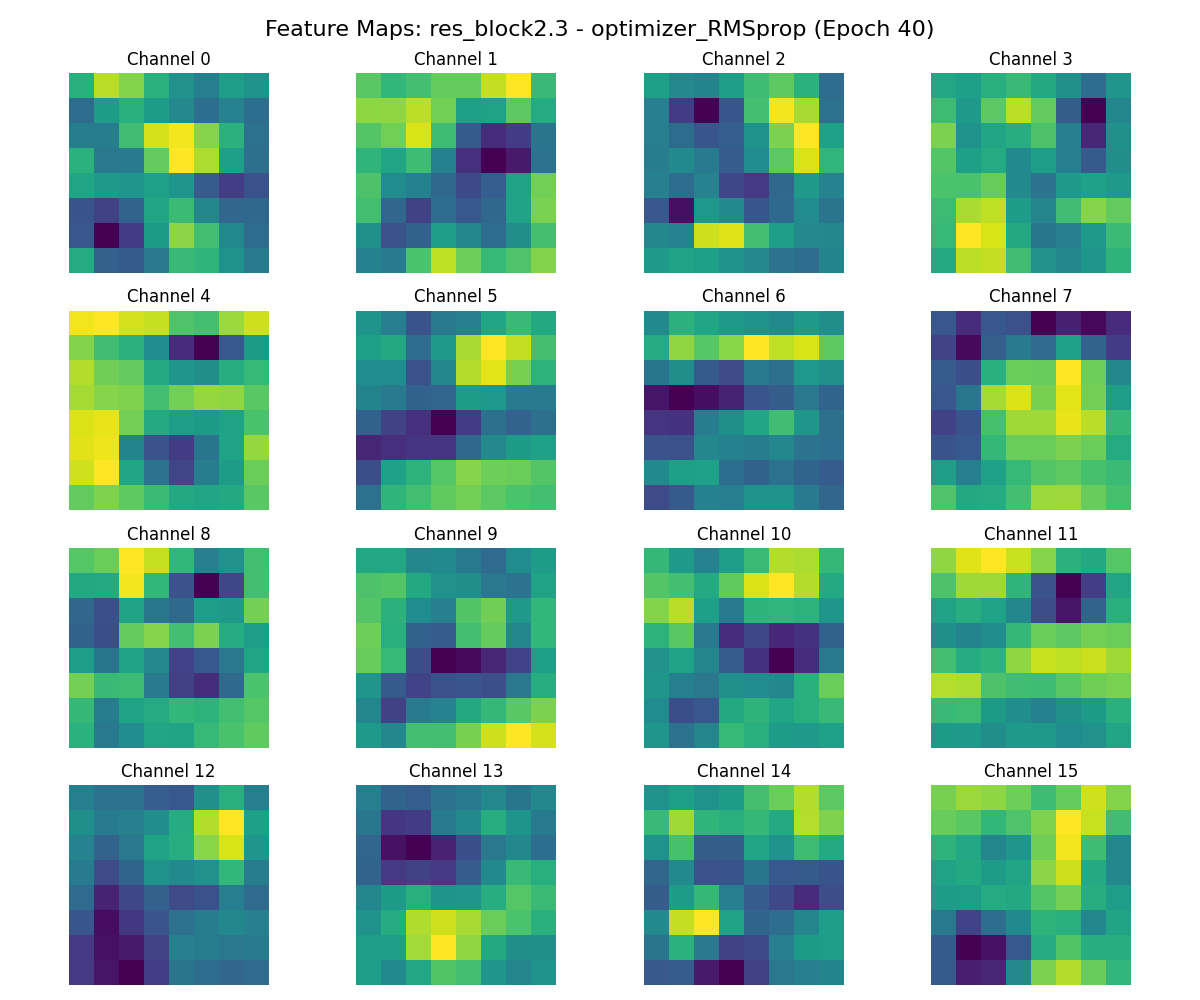 Feature Maps: res_block2.3 - optimizer_RMSprop (Epoch 40)
Channel 0 Channel 1 Channel 2 Channel 3
Channel 4 Channel 5 Channel 6 Channel 7
Channel 8 Channel 9 Channel 10 Channel 11
Channel 12 Channel 13 Channel 14 Channel 15